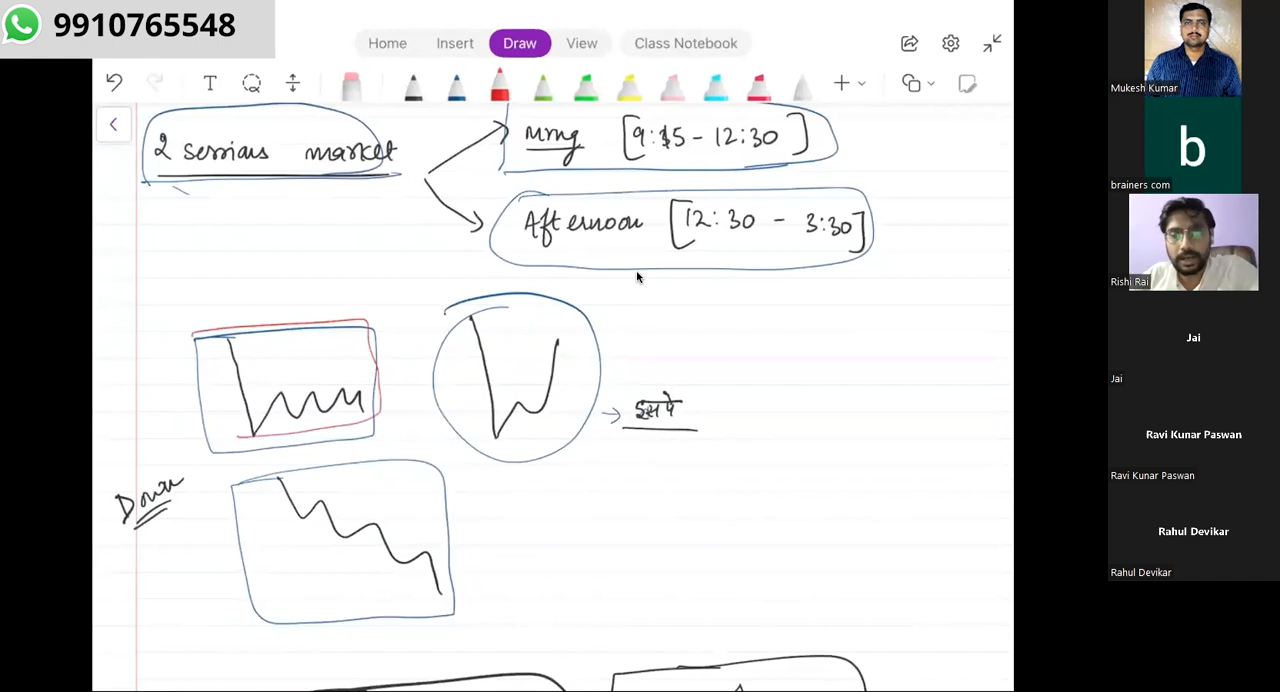 9910765548
Home Insert Draw View Class Notebook
2 sessions market
Mrng [9:15 - 12:30]
Afternoon [12:30 - 3:30]
इसपे
Down
Mukesh Kumar
b
brainers com
Rishi Rai
Jai
Jai
Ravi Kunar Paswan
Ravi Kunar Paswan
Rahul Devikar
Rahul Devikar